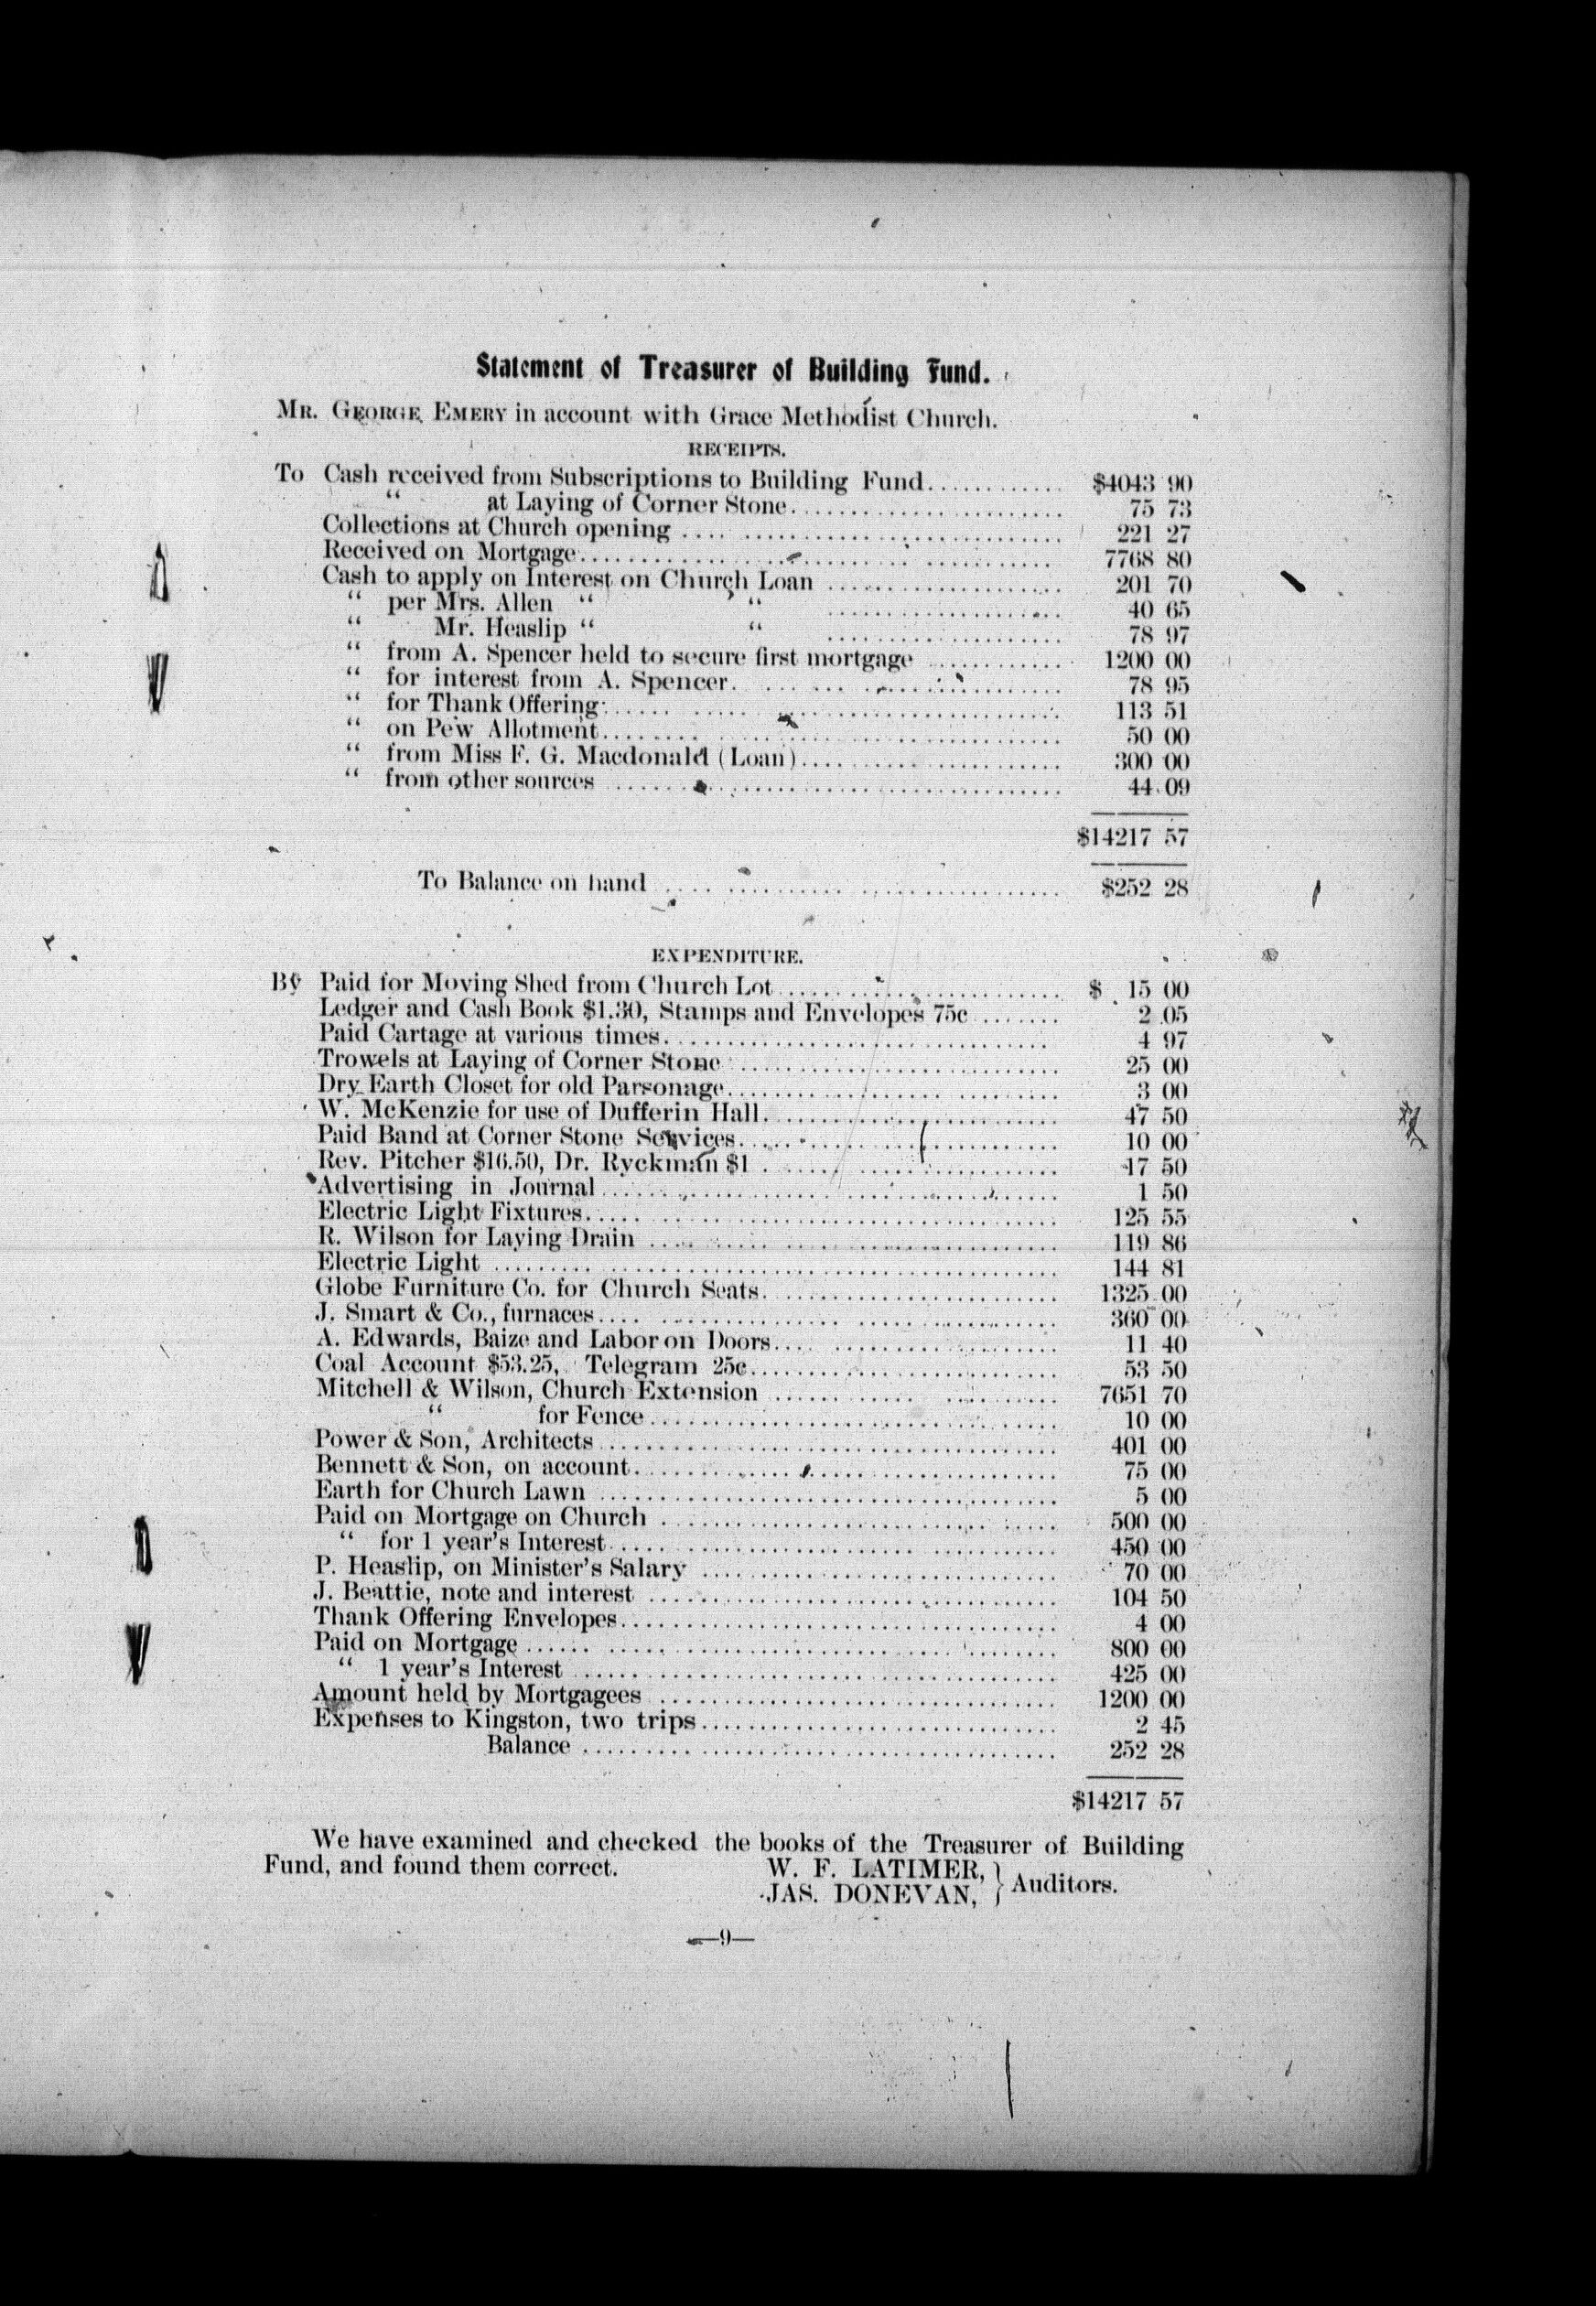 Statement of Treasurer of Building Fund.
MR. GEORGE EMERY in account with Grace Methodist Church.
RECEIPTS.
To Cash received from Subscriptions to Building Fund............ $4043 90
“ at Laying of Corner Stone...................... 75 73
Collections at Church opening .... ............................ 221 27
Received on Mortgage.................................... 7768 80
Cash to apply on Interest on Church Loan .................... 201 70
“ per Mrs. Allen “ “ .................... 40 65
“ Mr. Heaslip “ “ .................... 78 97
“ from A. Spencer held to secure first mortgage ............ 1200 00
“ for interest from A. Spencer............................ 78 95
“ for Thank Offering...................................... 113 51
“ on Pew Allotment...................................... 50 00
“ from Miss F. G. Macdonald (Loan)...................... 300 00
“ from other sources .................................... 44 09
$14217 57
To Balance on hand .................................. $252 28
EXPENDITURE.
By Paid for Moving Shed from Church Lot........................ $ 15 00
Ledger and Cash Book $1.30, Stamps and Envelopes 75c ....... 2 05
Paid Cartage at various times................................ 4 97
Trowels at Laying of Corner Stone .......................... 25 00
Dry Earth Closet for old Parsonage............................ 3 00
W. McKenzie for use of Dufferin Hall........................ 47 50
Paid Band at Corner Stone Services.......................... 10 00
Rev. Pitcher $16.50, Dr. Ryckman $1 ........................ 17 50
Advertising in Journal...................................... 1 50
Electric Light Fixtures...................................... 125 55
R. Wilson for Laying Drain .................................. 119 86
Electric Light .............................................. 144 81
Globe Furniture Co. for Church Seats........................ 1325 00
J. Smart & Co., furnaces.................................... 360 00
A. Edwards, Baize and Labor on Doors........................ 11 40
Coal Account $53.25, Telegram 25c.......................... 53 50
Mitchell & Wilson, Church Extension ........................ 7651 70
“ for Fence.................................. 10 00
Power & Son, Architects.................................... 401 00
Bennett & Son, on account.................................. 75 00
Earth for Church Lawn .................................... 5 00
Paid on Mortgage on Church ................................ 500 00
“ for 1 year’s Interest.................................. 450 00
P. Heaslip, on Minister’s Salary ............................ 70 00
J. Beattie, note and interest ................................ 104 50
Thank Offering Envelopes.................................. 4 00
Paid on Mortgage.......................................... 800 00
“ 1 year’s Interest ...................................... 425 00
Amount held by Mortgagees ................................ 1200 00
Expenses to Kingston, two trips............................ 2 45
Balance ...................................... 252 28
$14217 57
We have examined and checked the books of the Treasurer of Building
Fund, and found them correct. W. F. LATIMER, } Auditors.
JAS. DONEVAN,
—9—